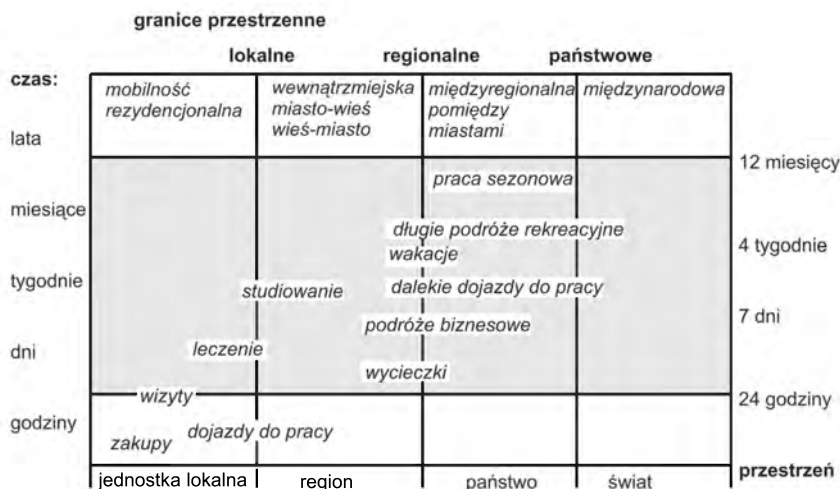 granice przestrzenne
lokalne regionalne państwowe
czas:
mobilność
rezydencjonalna
wewnątrzmiejska
miasto-wieś
wieś-miasto
międzyregionalna
pomiędzy
miastami
międzynarodowa
lata
12 miesięcy
praca sezonowa
miesiące
długie podróże rekreacyjne
wakacje
4 tygodnie
tygodnie
studiowanie
dalekie dojazdy do pracy
podróże biznesowe
7 dni
dni
leczenie
wycieczki
wizyty
24 godziny
godziny
zakupy
dojazdy do pracy
jednostka lokalna region państwo świat
przestrzeń